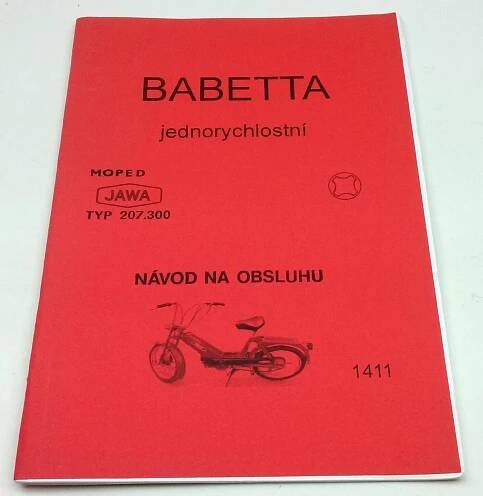 BABETTA
jednorychlostní
MOPED
JAWA
TYP 207.300
NÁVOD NA OBSLUHU
1411